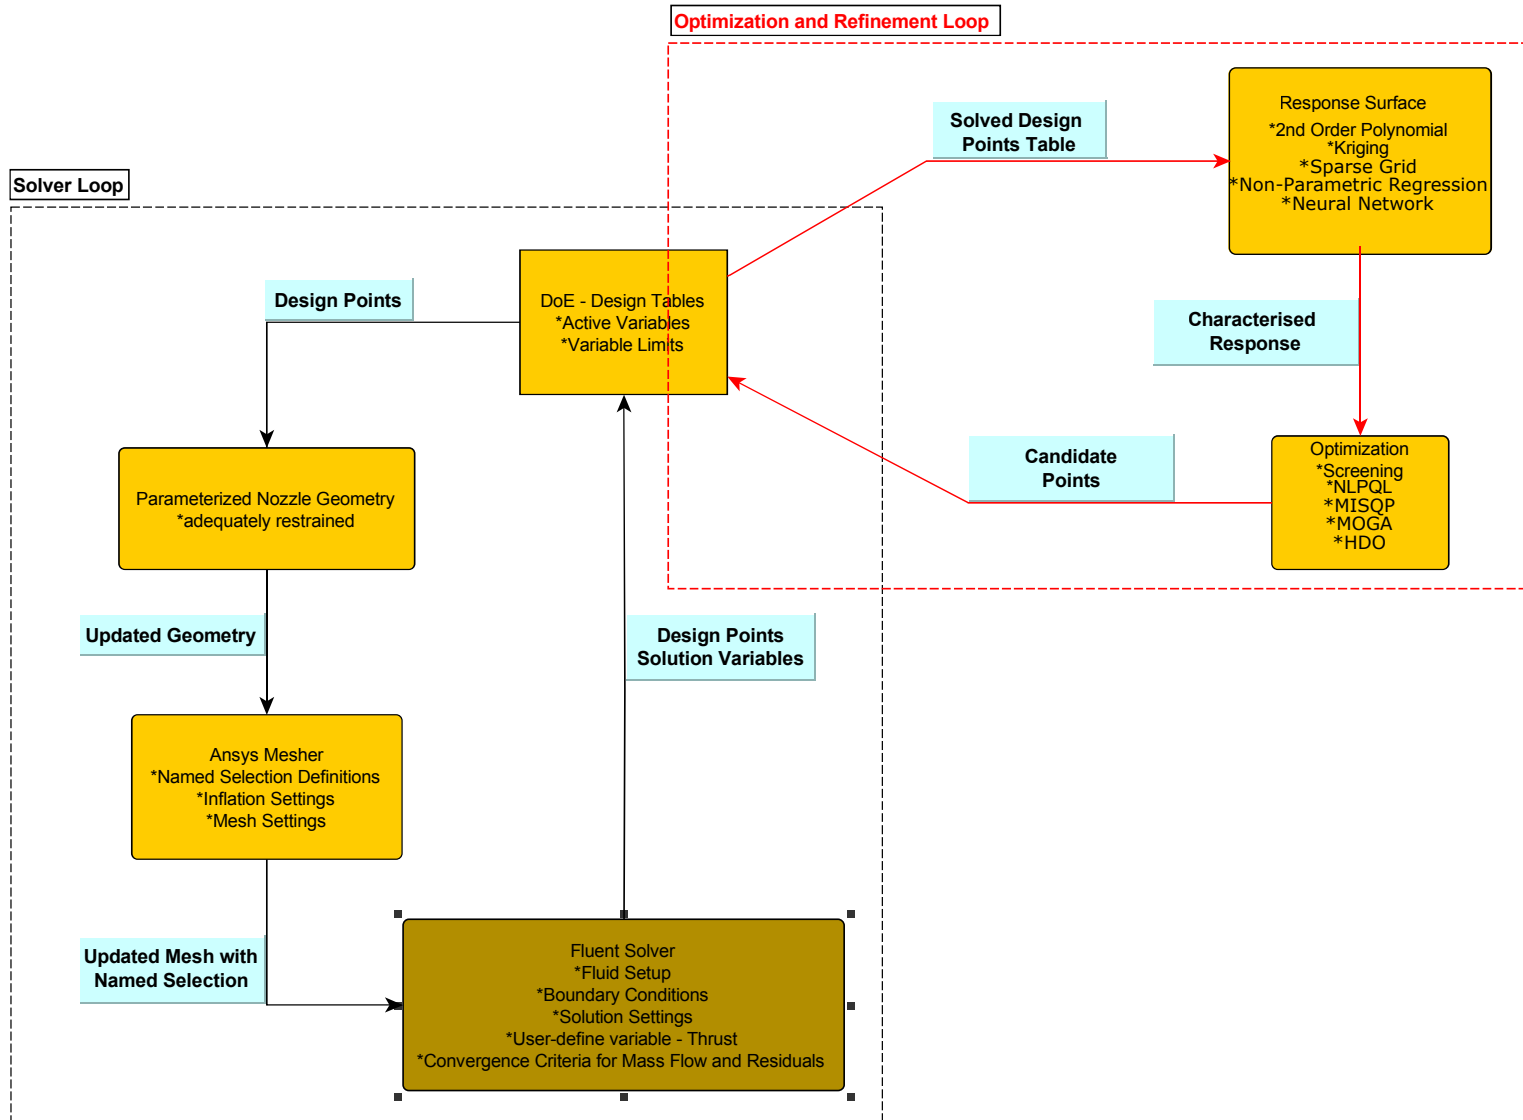 Optimization and Refinement Loop
Response Surface
*2nd Order Polynomial
*Kriging
*Sparse Grid
*Non-Parametric Regression
*Neural Network
Solved Design
Points Table
Solver Loop
Design Points
DoE - Design Tables
*Active Variables
*Variable Limits
Characterised
Response
Candidate
Points
Optimization
*Screening
*NLPQL
*MISQP
*MOGA
*HDO
Parameterized Nozzle Geometry
*adequately restrained
Updated Geometry
Design Points
Solution Variables
Ansys Mesher
*Named Selection Definitions
*Inflation Settings
*Mesh Settings
Updated Mesh with
Named Selection
Fluent Solver
*Fluid Setup
*Boundary Conditions
*Solution Settings
*User-define variable - Thrust
*Convergence Criteria for Mass Flow and Residuals